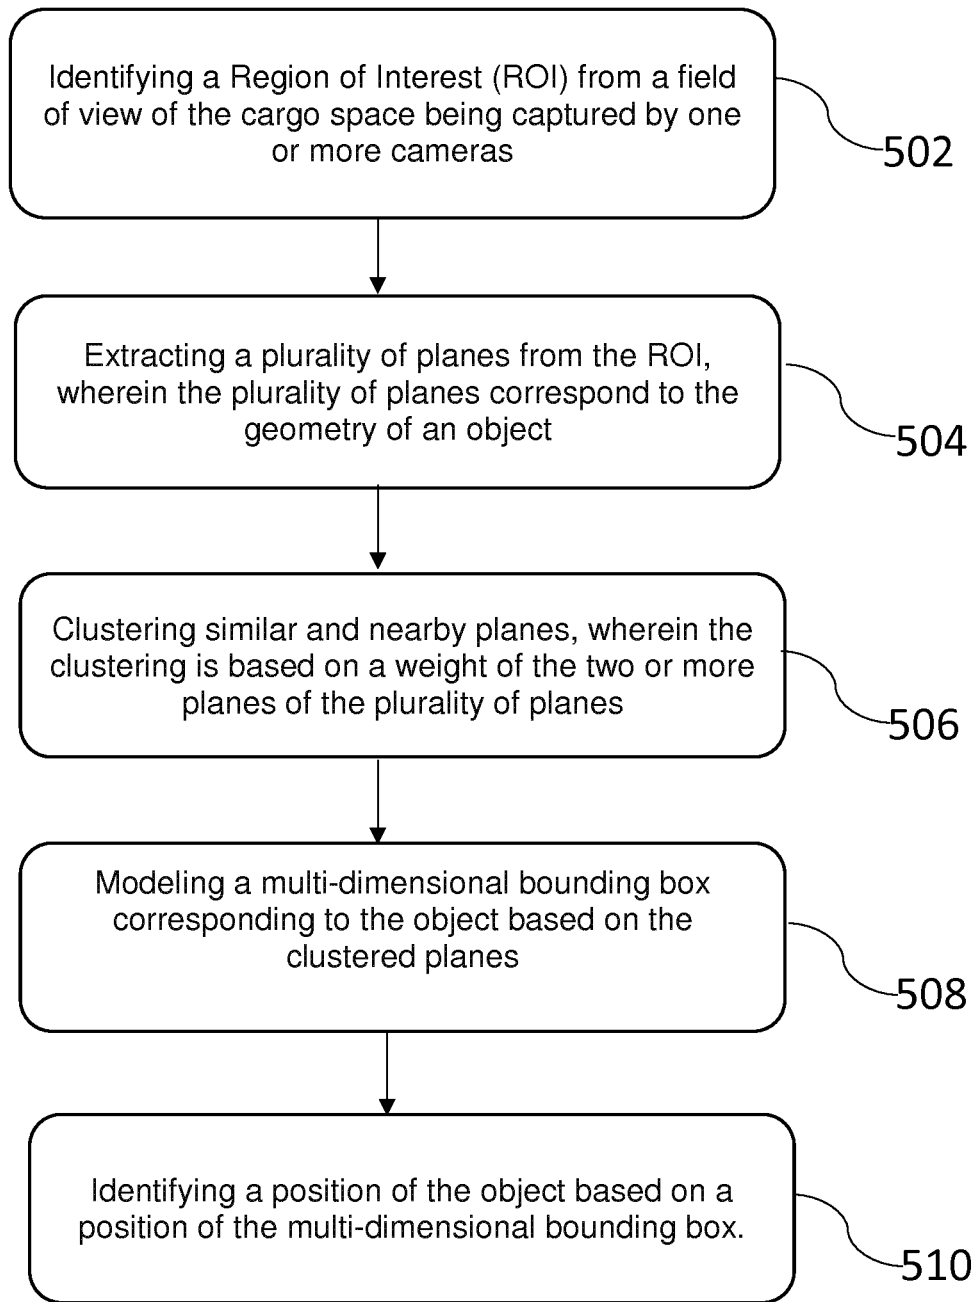 Identifying a Region of Interest (ROI) from a field
of view of the cargo space being captured by one
or more cameras
502
Extracting a plurality of planes from the ROI,
wherein the plurality of planes correspond to the
geometry of an object
504
Clustering similar and nearby planes, wherein the
clustering is based on a weight of the two or more
planes of the plurality of planes
506
Modeling a multi-dimensional bounding box
corresponding to the object based on the
clustered planes
508
Identifying a position of the object based on a
position of the multi-dimensional bounding box.
510